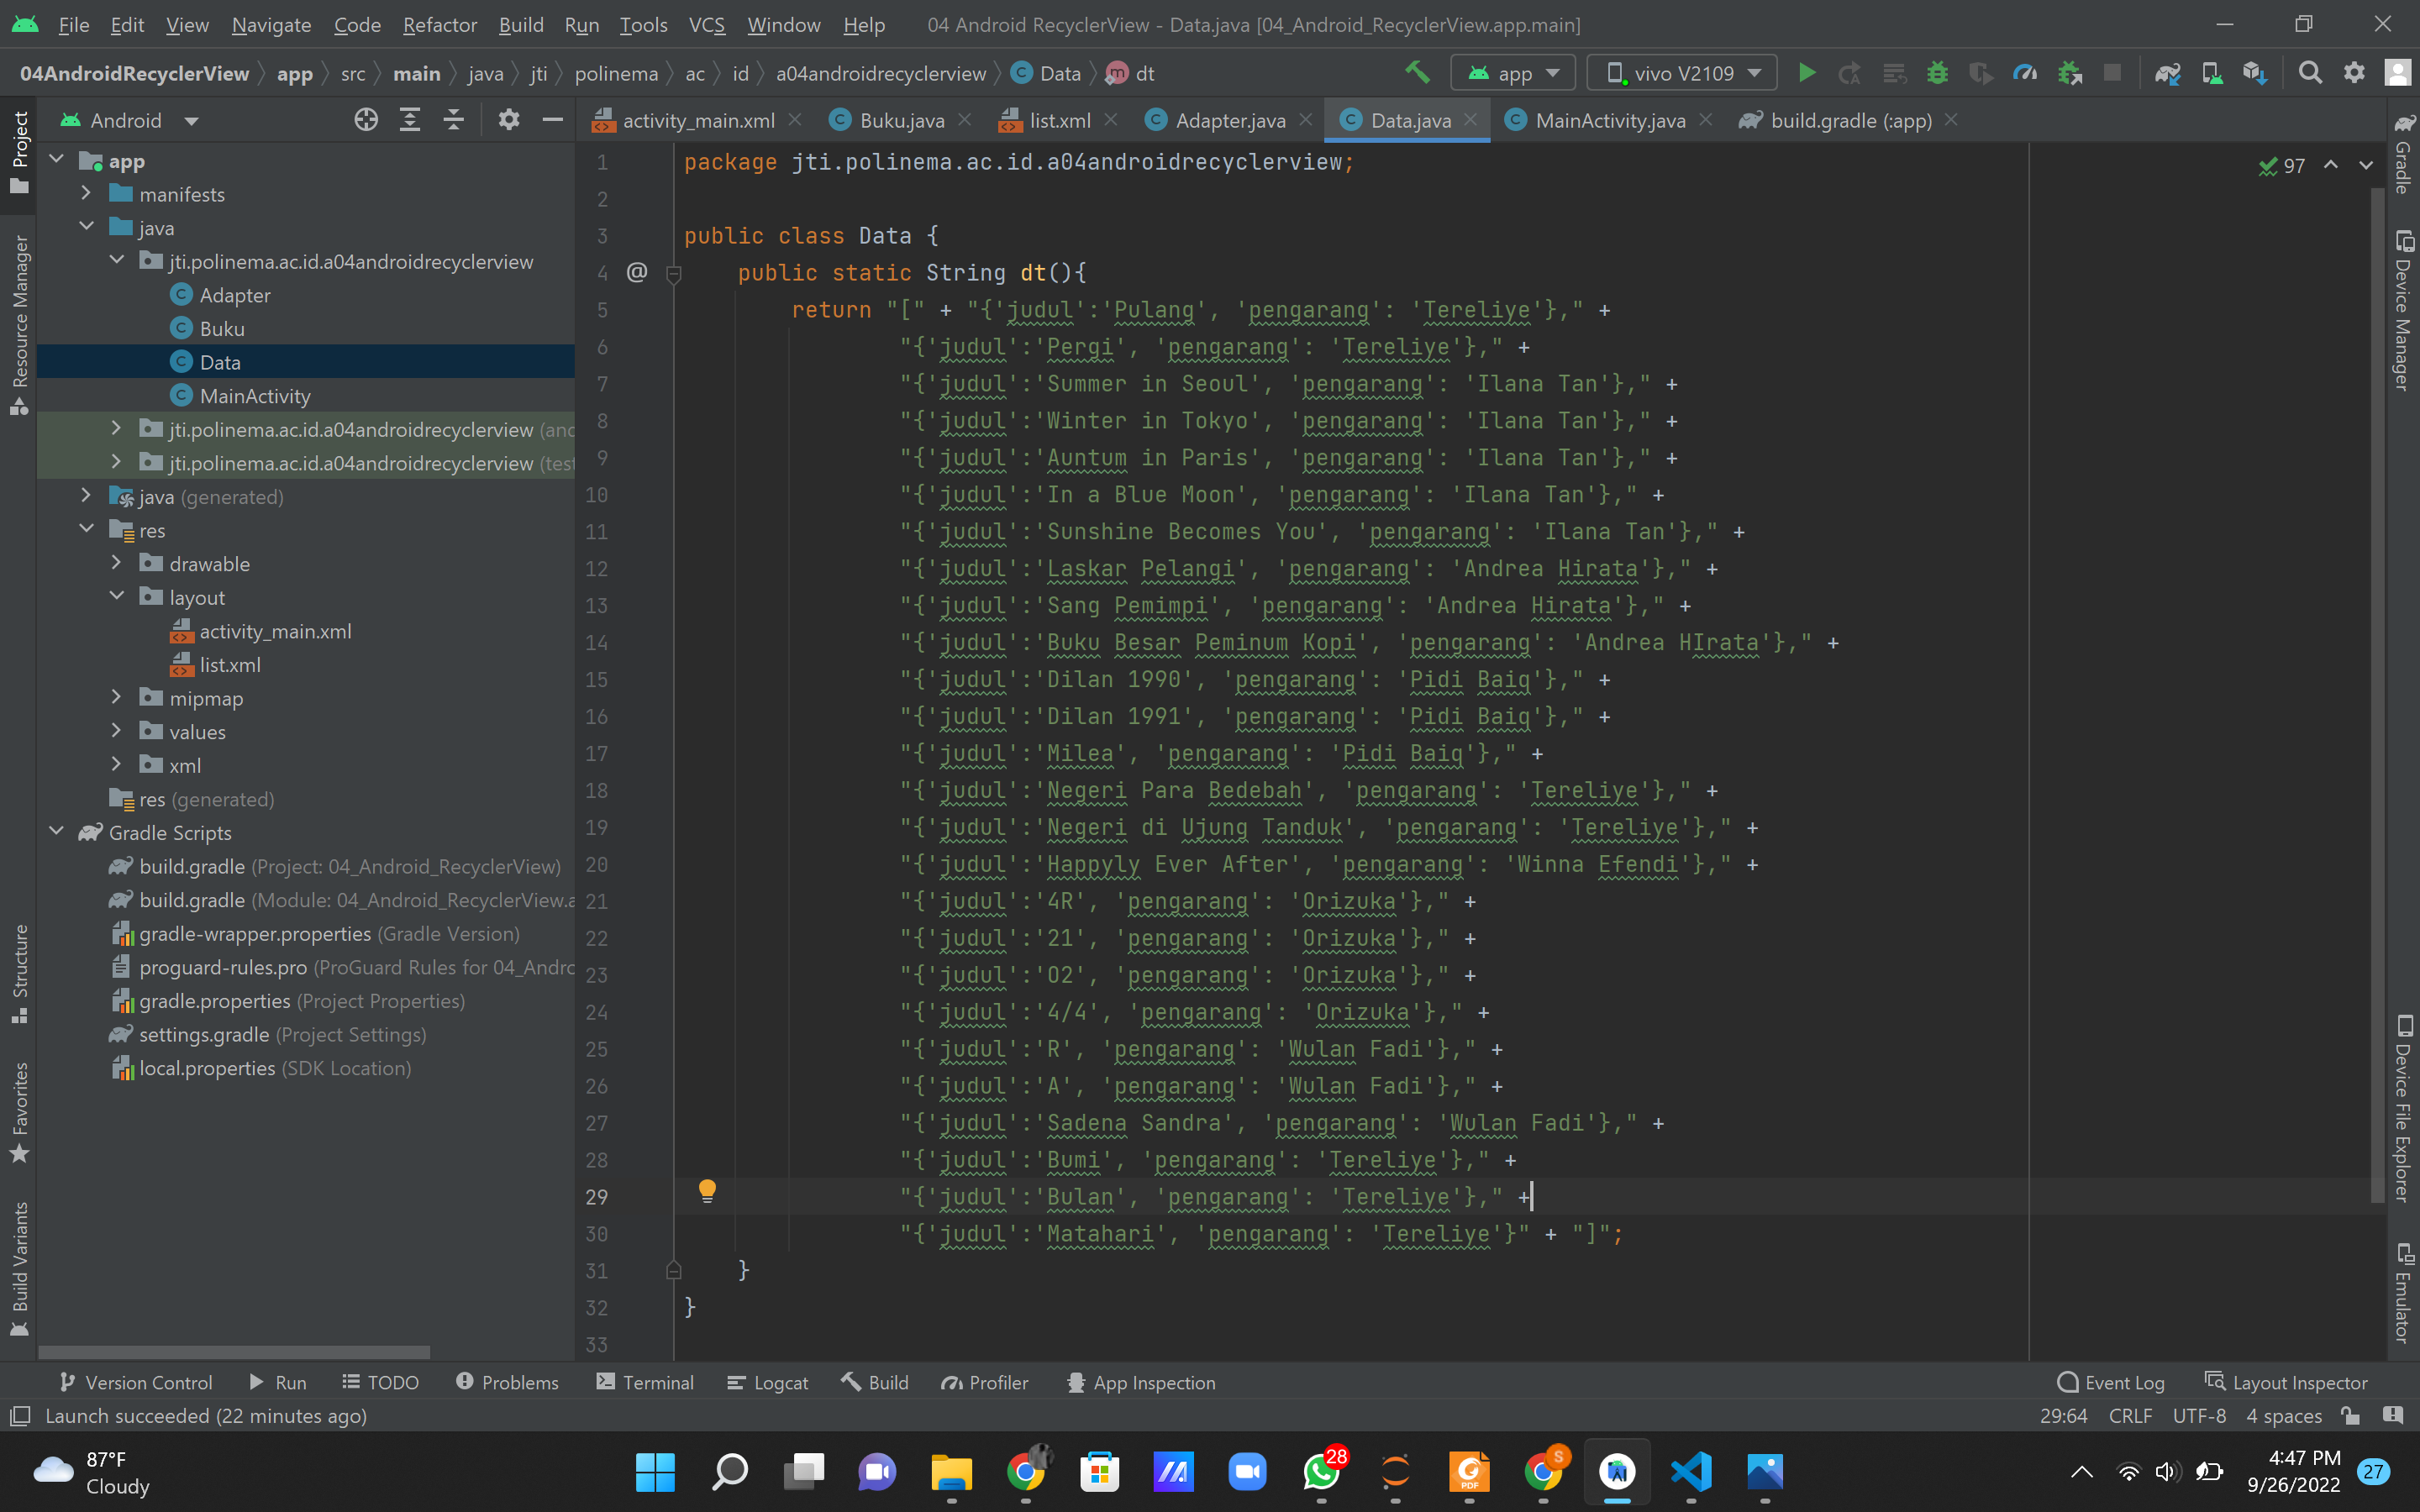 File Edit View Navigate Code Refactor Build Run Tools VCS Window Help 04 Android RecyclerView - Data.java [04_Android_RecyclerView.app.main]
04AndroidRecyclerView app src main java jti polinema ac id a04androidrecyclerview Data dt app vivo V2109
Android activity_main.xml Buku.java list.xml Adapter.java Data.java MainActivity.java build.gradle (:app)
Project
Resource Manager
Structure
Favorites
Build Variants
app
manifests
java
jti.polinema.ac.id.a04androidrecyclerview
Adapter
Buku
Data
MainActivity
jti.polinema.ac.id.a04androidrecyclerview (and
jti.polinema.ac.id.a04androidrecyclerview (test
java (generated)
res
drawable
layout
activity_main.xml
list.xml
mipmap
values
xml
res (generated)
Gradle Scripts
build.gradle (Project: 04_Android_RecyclerView)
build.gradle (Module: 04_Android_RecyclerView.a
gradle-wrapper.properties (Gradle Version)
proguard-rules.pro (ProGuard Rules for 04_Andro
gradle.properties (Project Properties)
settings.gradle (Project Settings)
local.properties (SDK Location)
97
1 package jti.polinema.ac.id.a04androidrecyclerview;
2
3 public class Data {
4 @ public static String dt(){
5 return "[" + "{'judul':'Pulang', 'pengarang': 'Tereliye'}," +
6 "{'judul':'Pergi', 'pengarang': 'Tereliye'}," +
7 "{'judul':'Summer in Seoul', 'pengarang': 'Ilana Tan'}," +
8 "{'judul':'Winter in Tokyo', 'pengarang': 'Ilana Tan'}," +
9 "{'judul':'Auntum in Paris', 'pengarang': 'Ilana Tan'}," +
10 "{'judul':'In a Blue Moon', 'pengarang': 'Ilana Tan'}," +
11 "{'judul':'Sunshine Becomes You', 'pengarang': 'Ilana Tan'}," +
12 "{'judul':'Laskar Pelangi', 'pengarang': 'Andrea Hirata'}," +
13 "{'judul':'Sang Pemimpi', 'pengarang': 'Andrea Hirata'}," +
14 "{'judul':'Buku Besar Peminum Kopi', 'pengarang': 'Andrea HIrata'}," +
15 "{'judul':'Dilan 1990', 'pengarang': 'Pidi Baiq'}," +
16 "{'judul':'Dilan 1991', 'pengarang': 'Pidi Baiq'}," +
17 "{'judul':'Milea', 'pengarang': 'Pidi Baiq'}," +
18 "{'judul':'Negeri Para Bedebah', 'pengarang': 'Tereliye'}," +
19 "{'judul':'Negeri di Ujung Tanduk', 'pengarang': 'Tereliye'}," +
20 "{'judul':'Happyly Ever After', 'pengarang': 'Winna Efendi'}," +
21 "{'judul':'4R', 'pengarang': 'Orizuka'}," +
22 "{'judul':'21', 'pengarang': 'Orizuka'}," +
23 "{'judul':'O2', 'pengarang': 'Orizuka'}," +
24 "{'judul':'4/4', 'pengarang': 'Orizuka'}," +
25 "{'judul':'R', 'pengarang': 'Wulan Fadi'}," +
26 "{'judul':'A', 'pengarang': 'Wulan Fadi'}," +
27 "{'judul':'Sadena Sandra', 'pengarang': 'Wulan Fadi'}," +
28 "{'judul':'Bumi', 'pengarang': 'Tereliye'}," +
29 "{'judul':'Bulan', 'pengarang': 'Tereliye'}," +
30 "{'judul':'Matahari', 'pengarang': 'Tereliye'}" + "]";
31 }
32 }
33
Gradle
Device Manager
Device File Explorer
Emulator
Version Control Run TODO Problems Terminal Logcat Build Profiler App Inspection Event Log Layout Inspector
Launch succeeded (22 minutes ago) 29:64 CRLF UTF-8 4 spaces
87°F
Cloudy
28
S
PDF
4:47 PM
9/26/2022
27